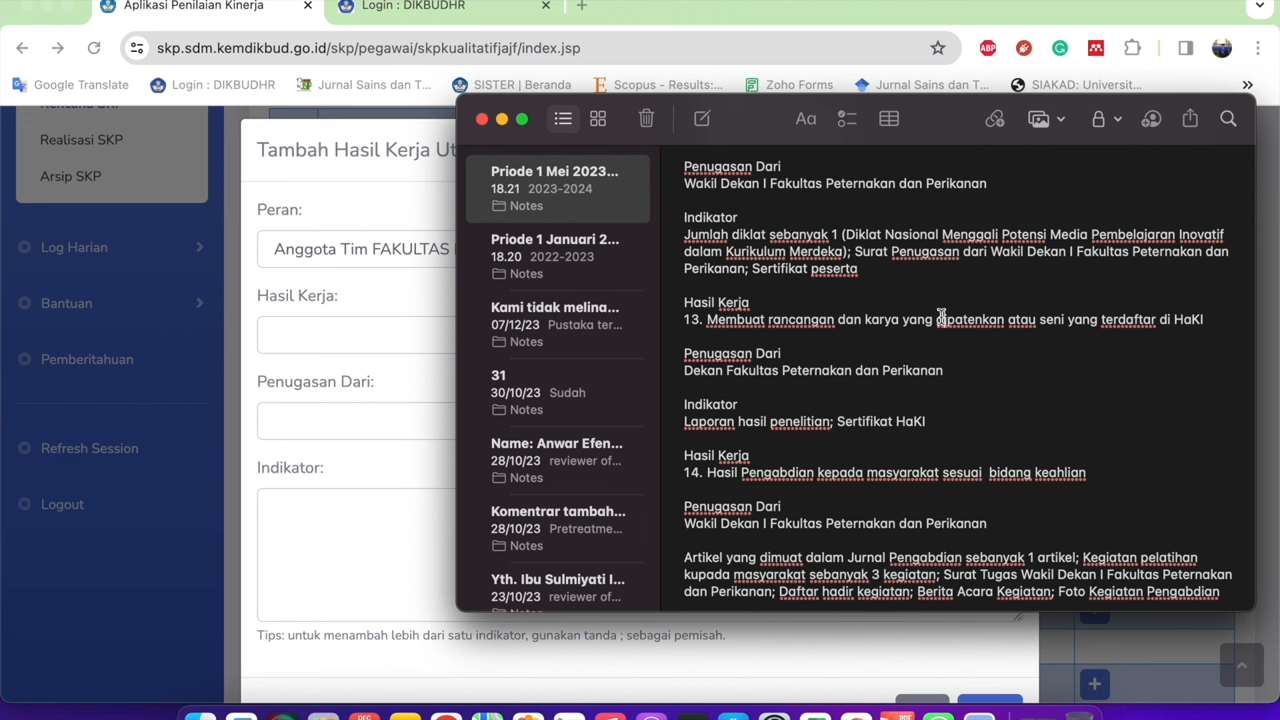 Aplikasi Penilaian Kinerja
Login : DIKBUDHR
skp.sdm.kemdikbud.go.id/skp/pegawai/skpkualitatifjajf/index.jsp
ABP
Google Translate
Login : DIKBUDHR
Jurnal Sains dan T...
SISTER | Beranda
Scopus - Results:...
Zoho Forms
Jurnal Sains dan T...
SIAKAD: Universit...
Rencana SKP
Realisasi SKP
Arsip SKP
Log Harian
Bantuan
Pemberitahuan
Refresh Session
Logout
Tambah Hasil Kerja Ut
Peran:
Anggota Tim FAKULTAS
Hasil Kerja:
Penugasan Dari:
Indikator:
Tips: untuk menambah lebih dari satu indikator, gunakan tanda ; sebagai pemisah.
Aa
Priode 1 Mei 2023...
18.21 2023-2024
Notes
Priode 1 Januari 2...
18.20 2022-2023
Notes
Kami tidak melina...
07/12/23 Pustaka ter...
Notes
31
30/10/23 Sudah
Notes
Name: Anwar Efen...
28/10/23 reviewer of...
Notes
Komentrar tambah...
28/10/23 Pretreatme...
Notes
Yth. Ibu Sulmiyati I...
23/10/23 reviewer of...
Notes
Penugasan Dari
Wakil Dekan I Fakultas Peternakan dan Perikanan
Indikator
Jumlah diklat sebanyak 1 (Diklat Nasional Menggali Potensi Media Pembelajaran Inovatif
dalam Kurikulum Merdeka); Surat Penugasan dari Wakil Dekan I Fakultas Peternakan dan
Perikanan; Sertifikat peserta
Hasil Kerja
13. Membuat rancangan dan karya yang dipatenkan atau seni yang terdaftar di HaKI
Penugasan Dari
Dekan Fakultas Peternakan dan Perikanan
Indikator
Laporan hasil penelitian; Sertifikat HaKI
Hasil Kerja
14. Hasil Pengabdian kepada masyarakat sesuai  bidang keahlian
Penugasan Dari
Wakil Dekan I Fakultas Peternakan dan Perikanan
Artikel yang dimuat dalam Jurnal Pengabdian sebanyak 1 artikel; Kegiatan pelatihan
kupada masyarakat sebanyak 3 kegiatan; Surat Tugas Wakil Dekan I Fakultas Peternakan
dan Perikanan; Daftar hadir kegiatan; Berita Acara Kegiatan; Foto Kegiatan Pengabdian